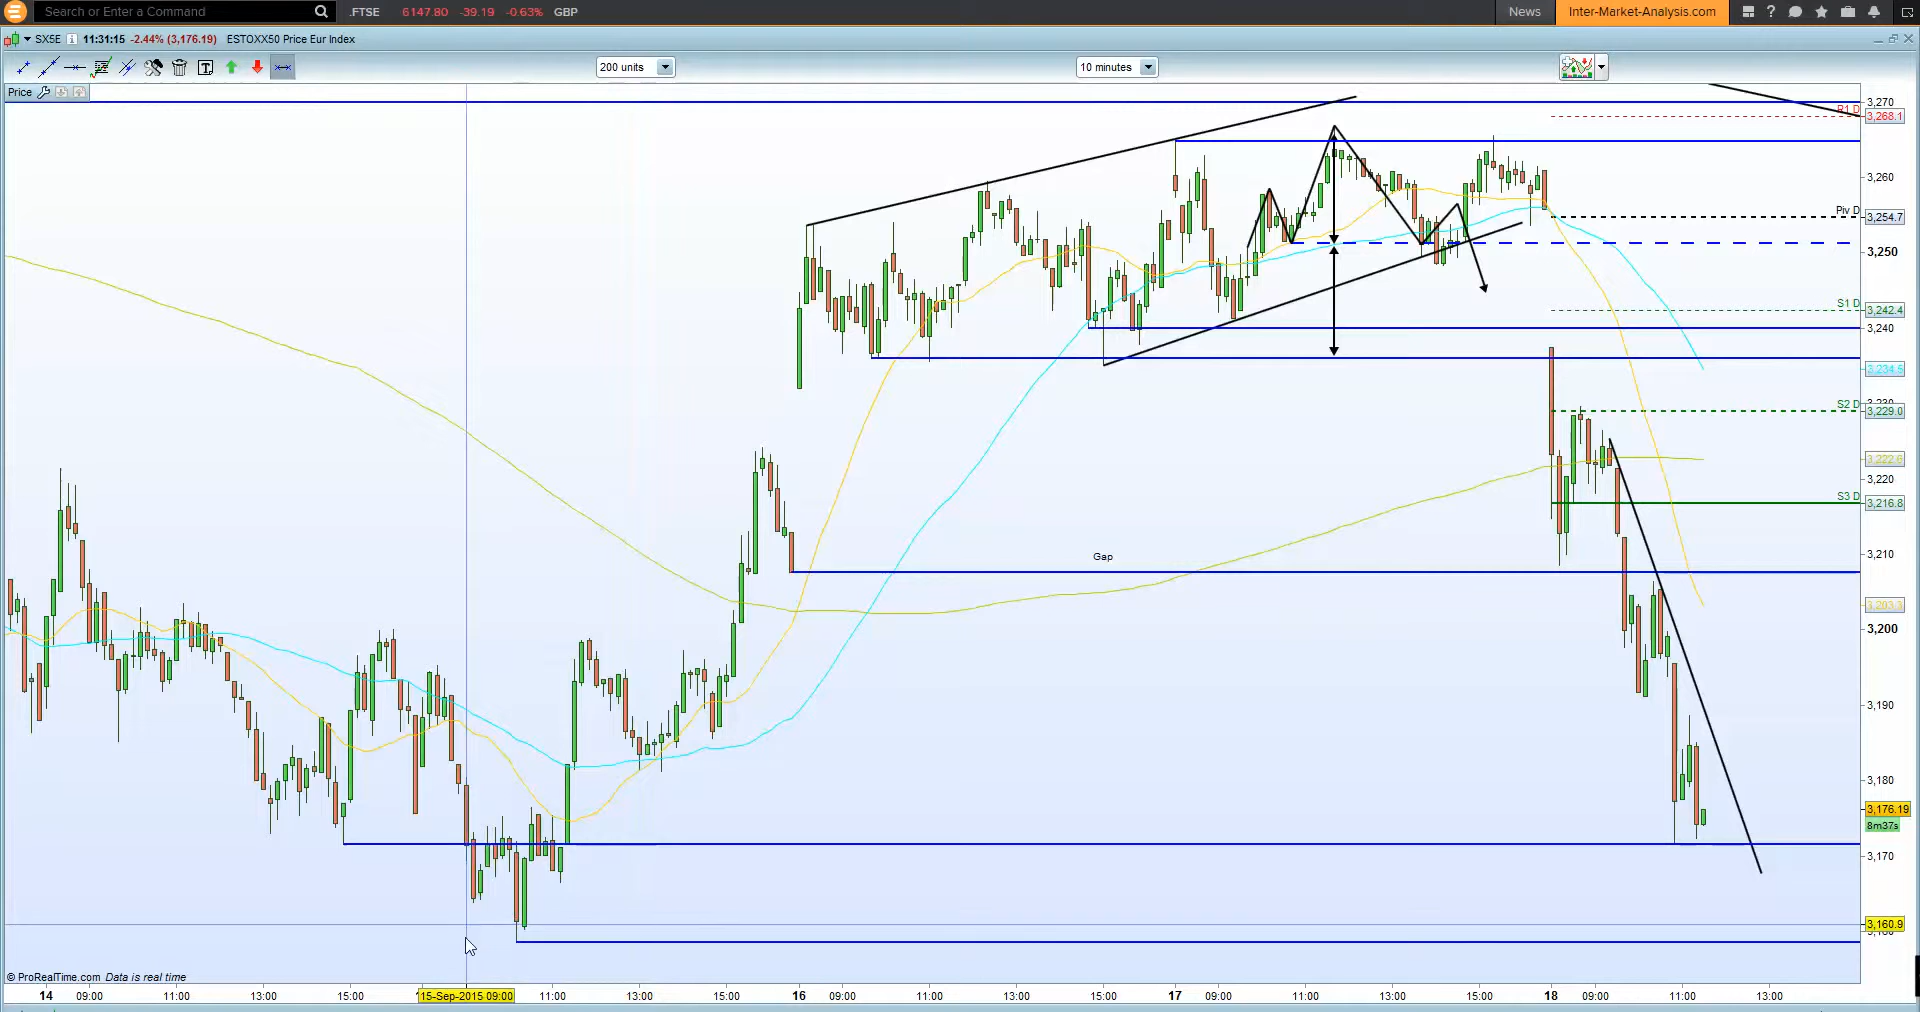 Search or Enter a Command .FTSE 6147.80 -39.19 -0.63% GBP News Inter-Market-Analysis.com
SX5E 11:31:15 -2.44% (3,176.19) ESTOXX50 Price Eur Index
200 units 10 minutes
Price
3,270
R1 D
3,268.1
3,260
Piv D
3,254.7
3,250
S1 D
3,242.4
3,240
3,234.6
3,230
S2 D
3,229.0
3,222.6
3,220
S3 D
3,216.8
Gap
3,210
3,203.3
3,200
3,190
3,180
3,176.19
8m37s
3,170
3,160.9
© ProRealTime.com Data is real time
14 09:00 11:00 13:00 15:00 15-Sep-2015 09:00 11:00 13:00 15:00 16 09:00 11:00 13:00 15:00 17 09:00 11:00 13:00 15:00 18 09:00 11:00 13:00